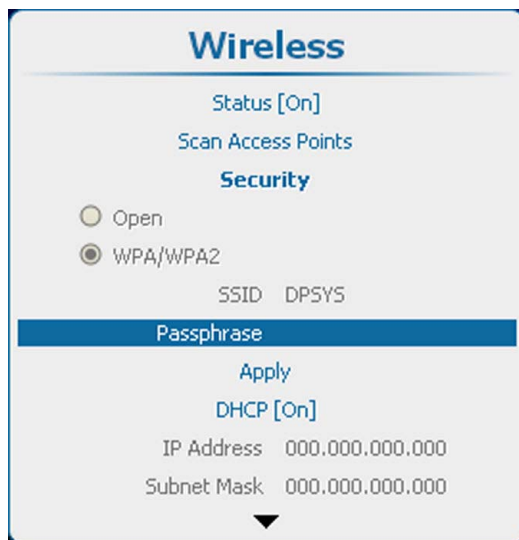 Wireless
Status [On]
Scan Access Points
Security
Open
WPA/WPA2
SSID DPSYS
Passphrase
Apply
DHCP [On]
IP Address 000.000.000.000
Subnet Mask 000.000.000.000